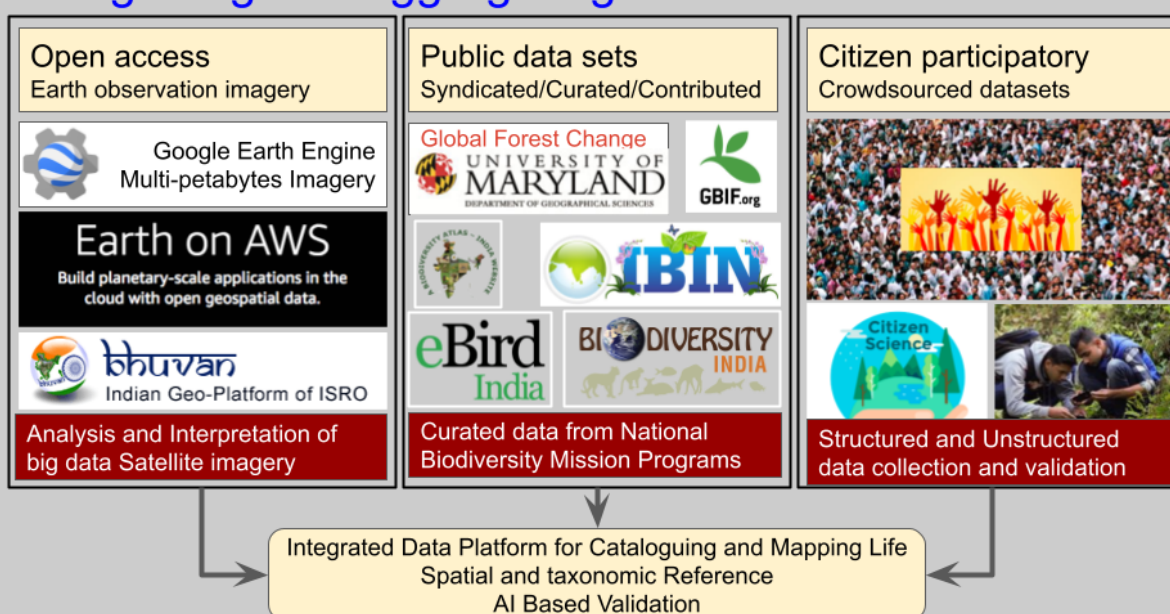 Open access
Earth observation imagery
Google Earth Engine
Multi-petabytes Imagery
Earth on AWS
Build planetary-scale applications in the
cloud with open geospatial data.
bhuvan
Indian Geo-Platform of ISRO
Analysis and Interpretation of
big data Satellite imagery
Public data sets
Syndicated/Curated/Contributed
Global Forest Change
UNIVERSITY OF
MARYLAND
DEPARTMENT OF GEOGRAPHICAL SCIENCES
GBIF.org
A BIODIVERSITY ATLAS – INDIA WEBSITE
IBIN
eBird
India
BIODIVERSITY
INDIA
Curated data from National
Biodiversity Mission Programs
Citizen participatory
Crowdsourced datasets
Citizen
Science
Structured and Unstructured
data collection and validation
Integrated Data Platform for Cataloguing and Mapping Life
Spatial and taxonomic Reference
AI Based Validation